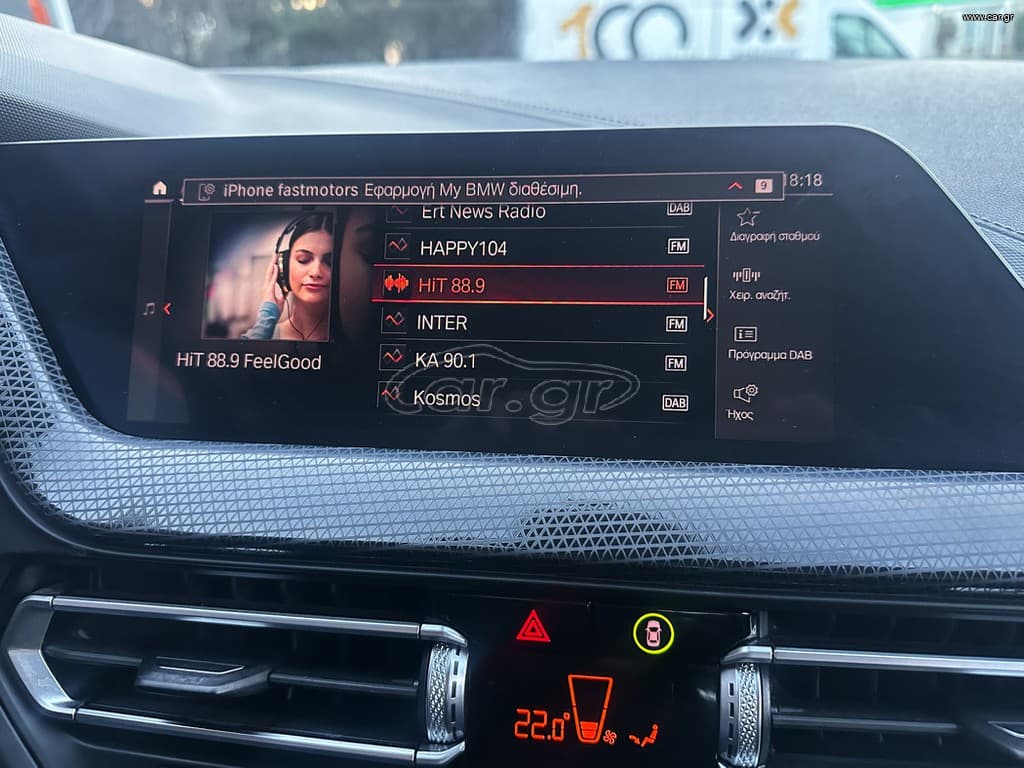 www.car.gr
iPhone fastmotors Εφαρμογή My BMW διαθέσιμη.
9
18:18
Ert News Radio
DAB
HAPPY104
FM
HiT 88.9
FM
INTER
FM
KA 90.1
FM
Kosmos
DAB
HiT 88.9 FeelGood
Διαγραφή σταθμού
Χειρ. αναζήτ.
Πρόγραμμα DAB
Ήχος
car.gr
22.0°